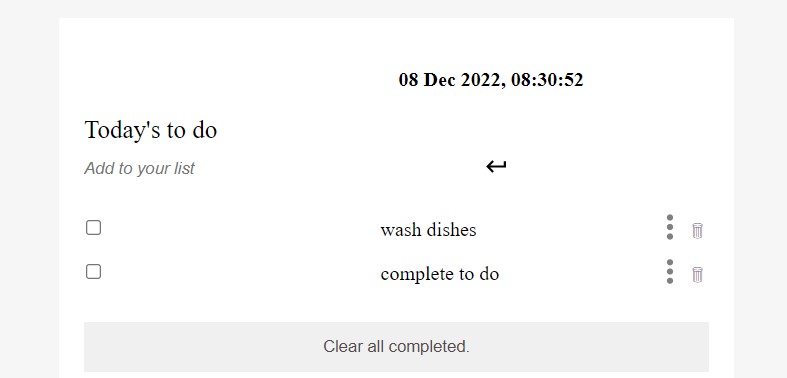 08 Dec 2022, 08:30:52
Today's to do
Add to your list
wash dishes
complete to do
Clear all completed.